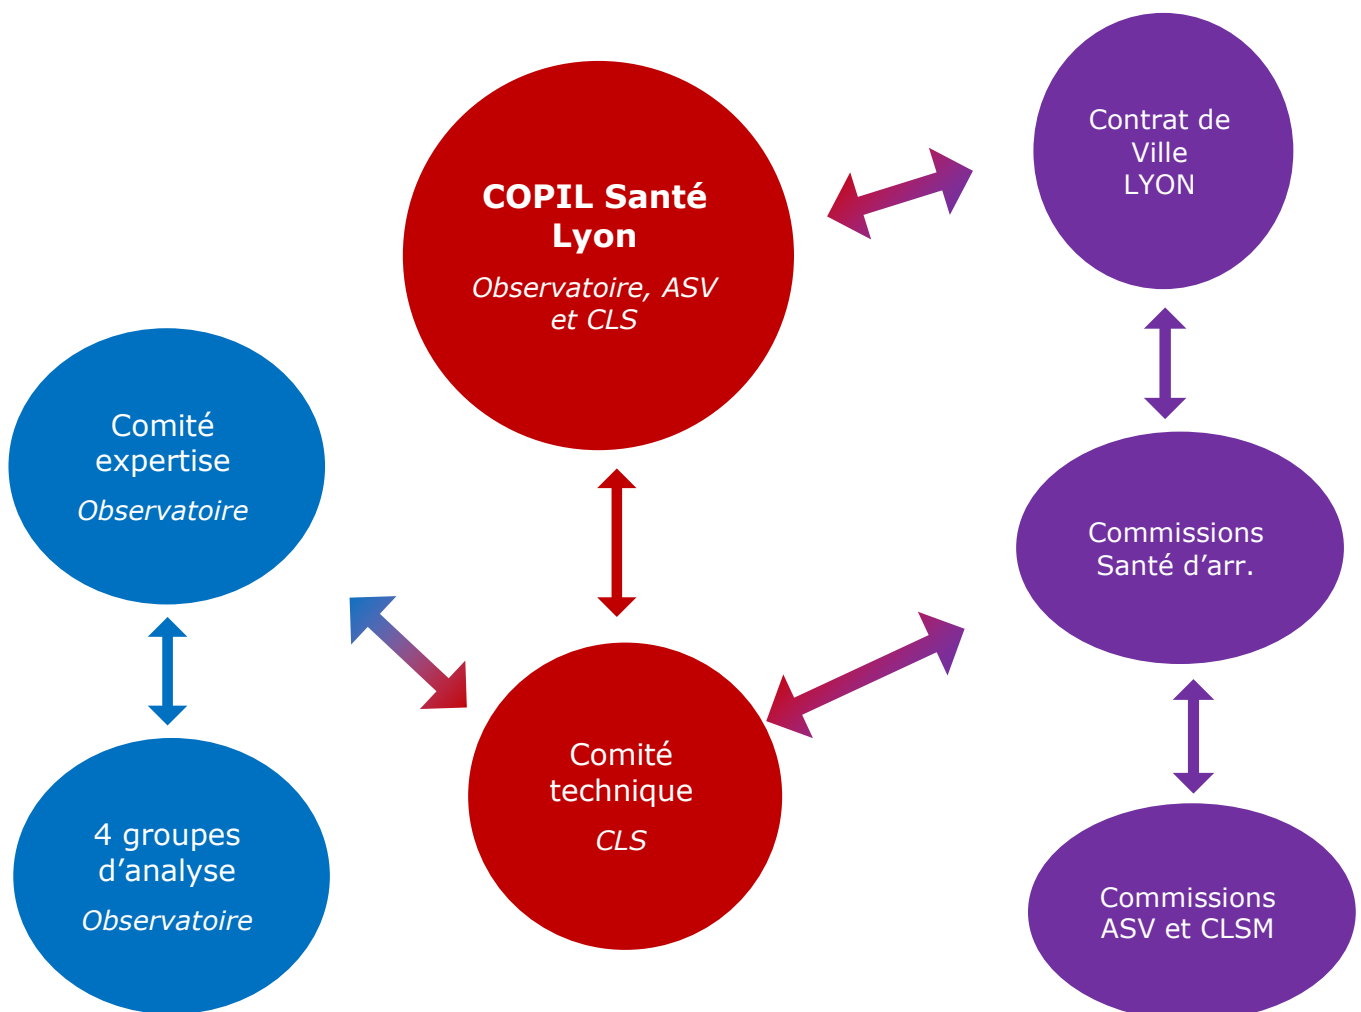 COPIL Santé
Lyon
Observatoire, ASV
et CLS
Contrat de
Ville
LYON
Comité
expertise
Observatoire
Commissions
Santé d’arr.
Comité
technique
CLS
4 groupes
d’analyse
Observatoire
Commissions
ASV et CLSM